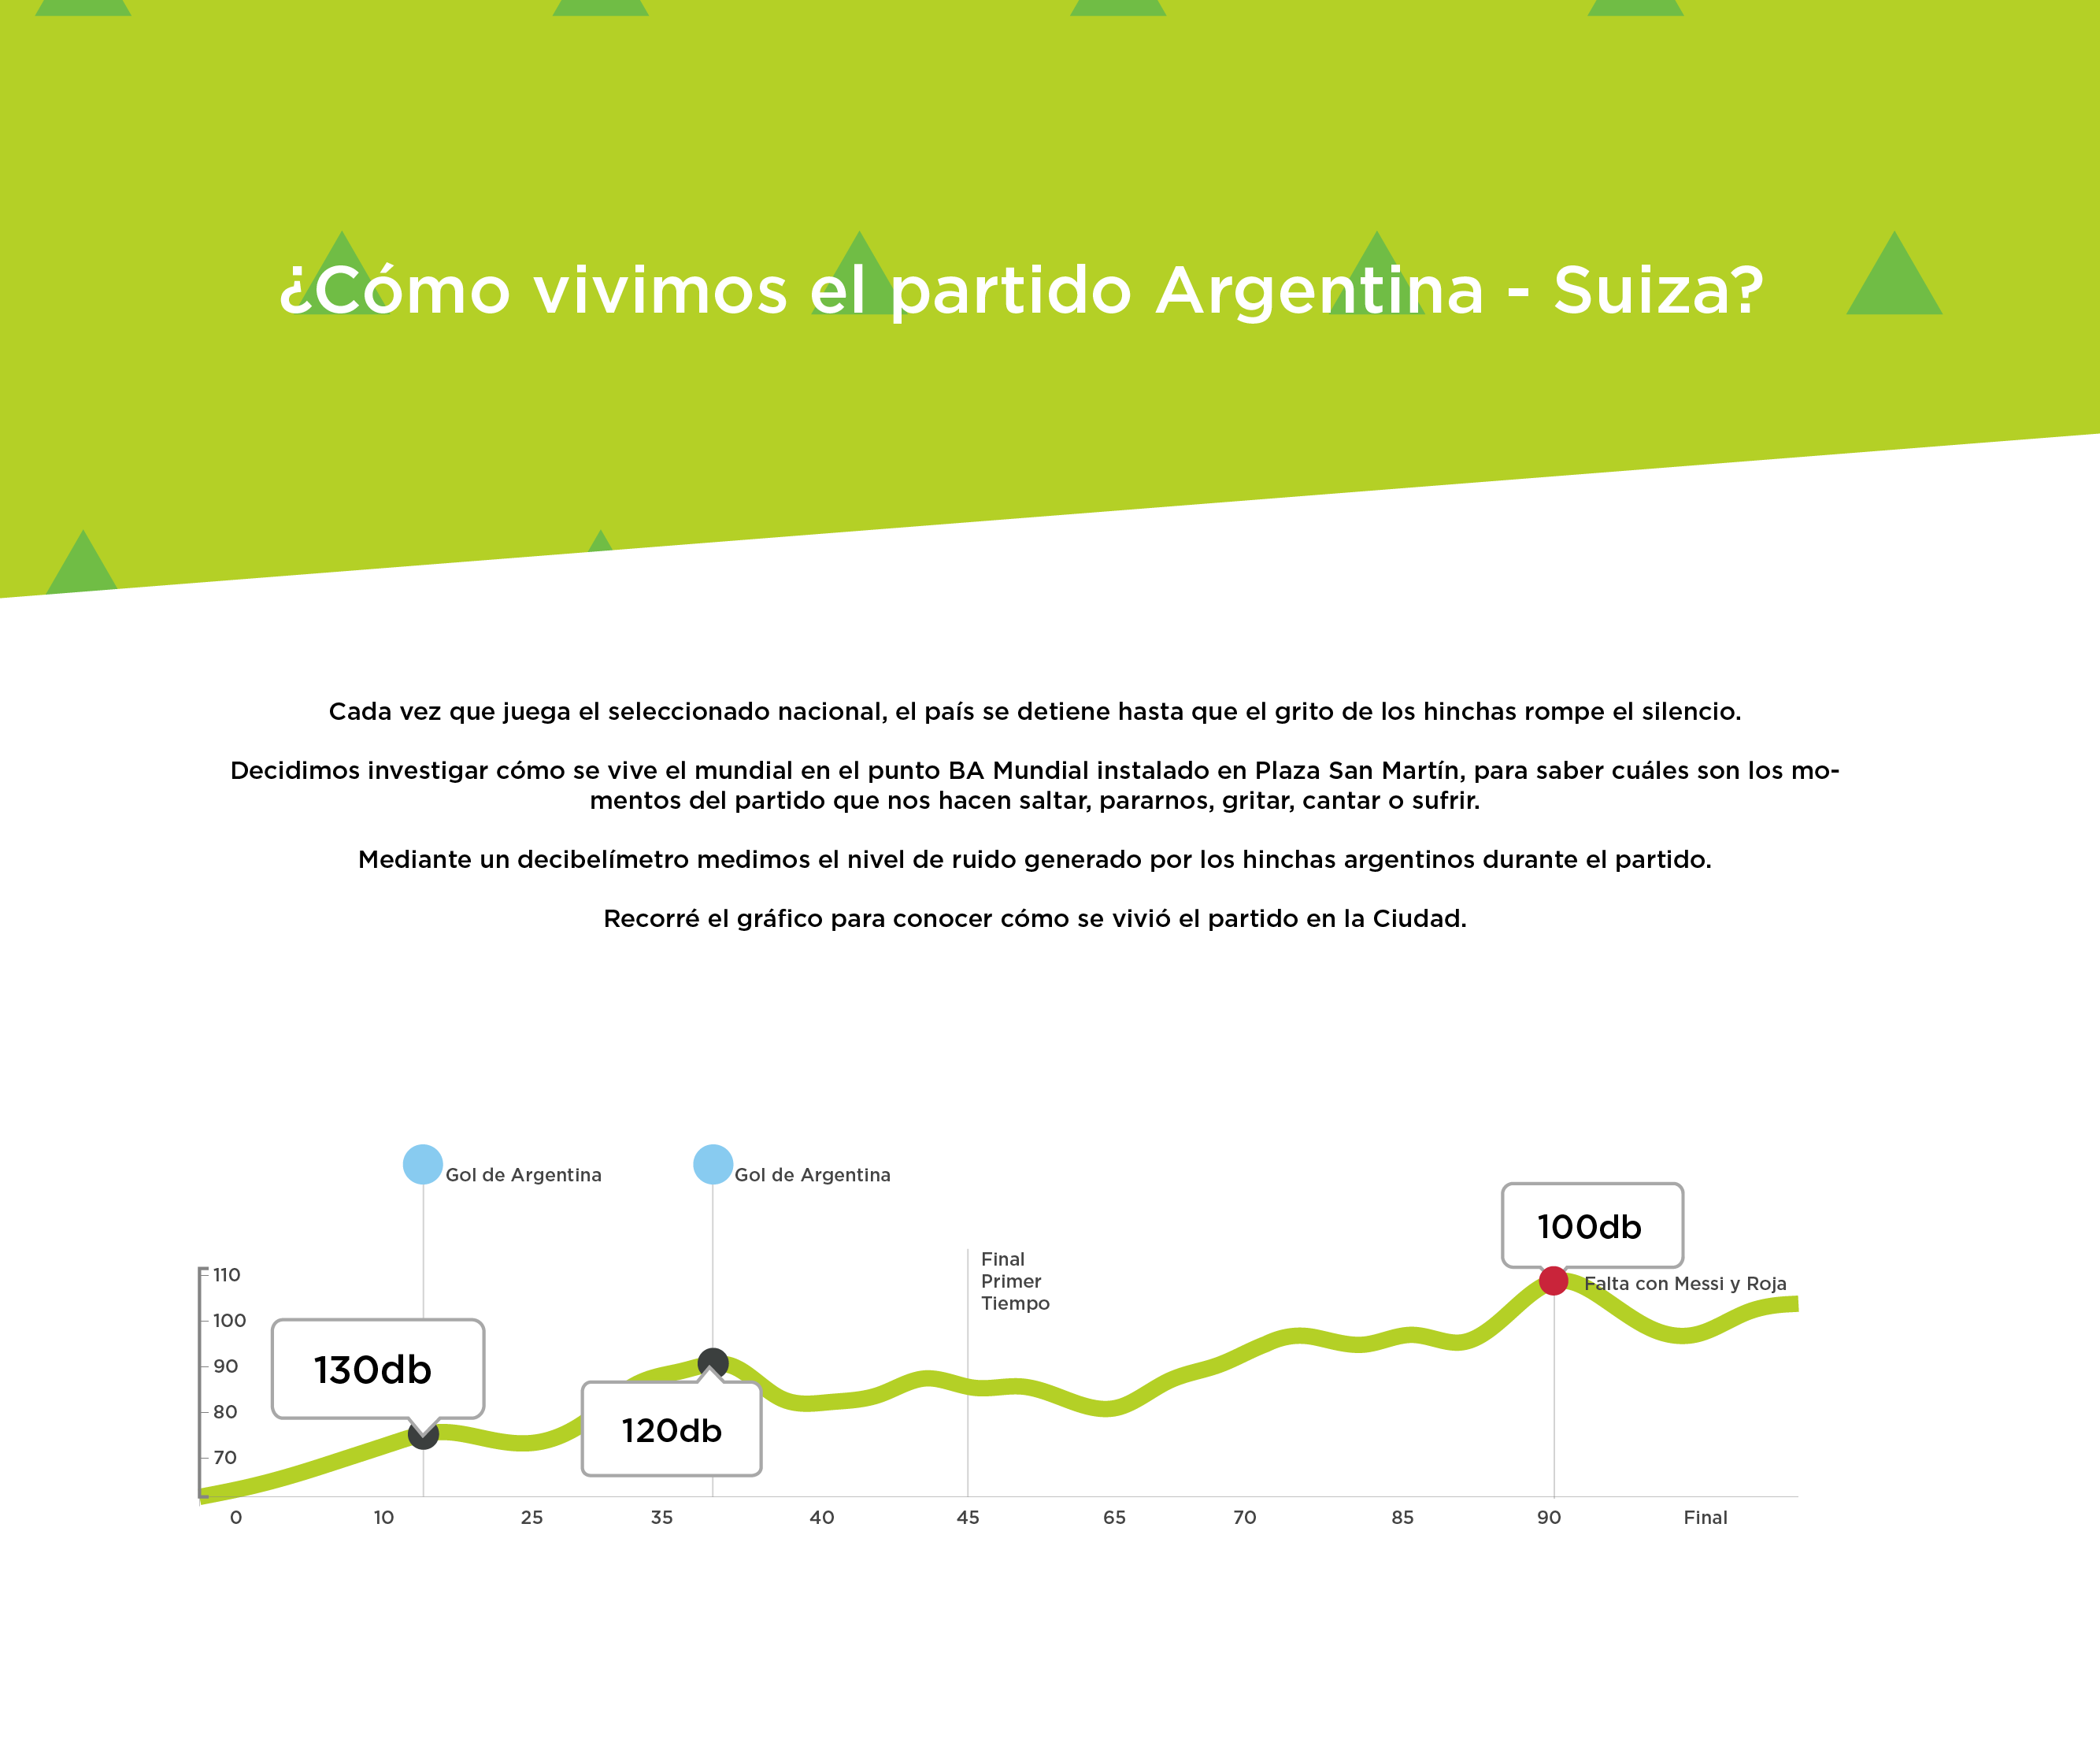 ¿Cómo vivimos el partido Argentina - Suiza?
Cada vez que juega el seleccionado nacional, el país se detiene hasta que el grito de los hinchas rompe el silencio.
Decidimos investigar cómo se vive el mundial en el punto BA Mundial instalado en Plaza San Martín, para saber cuáles son los mo-
mentos del partido que nos hacen saltar, pararnos, gritar, cantar o sufrir.
Mediante un decibelímetro medimos el nivel de ruido generado por los hinchas argentinos durante el partido.
Recorré el gráfico para conocer cómo se vivió el partido en la Ciudad.
Gol de Argentina
Gol de Argentina
100db
Final
Primer
Tiempo
Falta con Messi y Roja
110
100
90
80
70
130db
120db
0 10 25 35 40 45 65 70 85 90 Final